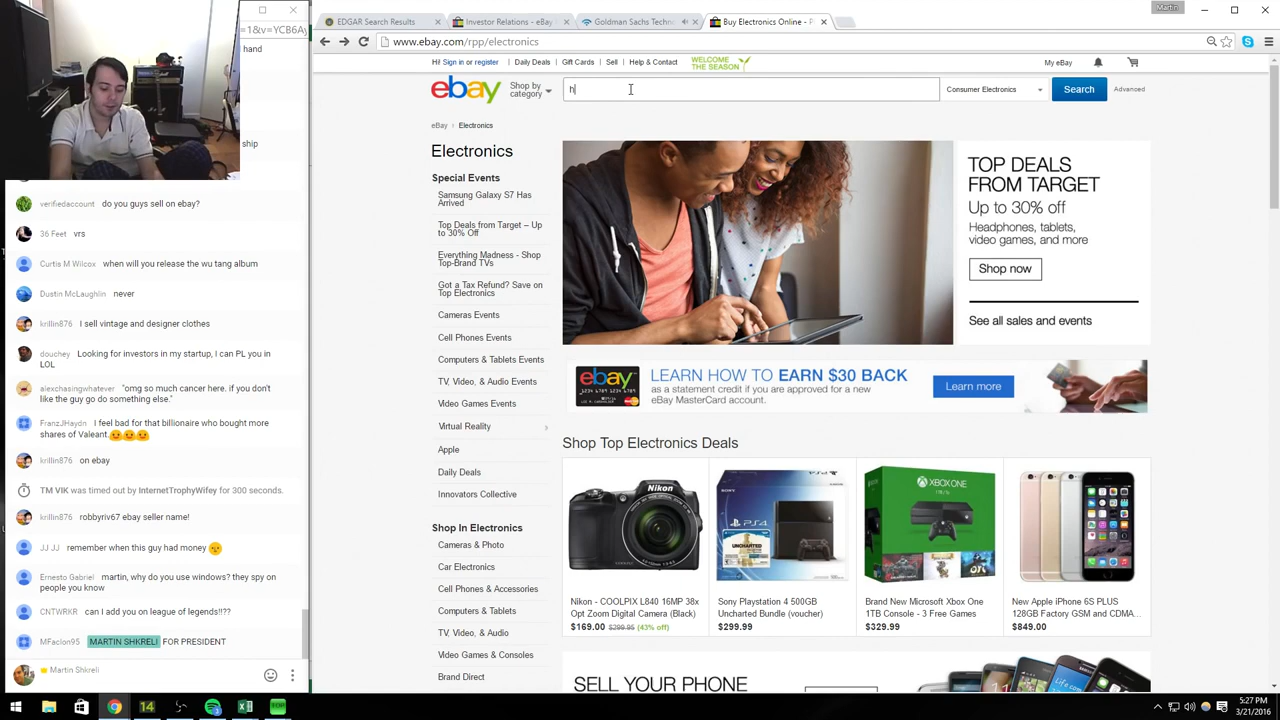 =1&v=YCB6Ay
hand
ship
verifiedaccount do you guys sell on ebay?
36 Feet vrs
Curtis M Wilcox when will you release the wu tang album
Dustin McLaughlin never
krillin876 I sell vintage and designer clothes
douchey Looking for investors in my startup, I can PL you in
LOL
alexchasingwhatever "omg so much cancer here. if you don't
like the guy go do something else."
FranzJHaydn I feel bad for that billionaire who bought more
shares of Valeant.
krillin876 on ebay
TM VIK was timed out by InternetTrophyWifey for 300 seconds.
krillin876 robbyriv67 ebay seller name!
JJ JJ remember when this guy had money
Ernesto Gabriel martin, why do you use windows? they spy on
people you know
CNTWRKR can I add you on league of legends!!??
MFaclon95 MARTIN SHKRELI FOR PRESIDENT
Martin Shkreli
Martin
EDGAR Search Results
Investor Relations - eBay
Goldman Sachs Techn
Buy Electronics Online - P
www.ebay.com/rpp/electronics
Hi! Sign in or register
Daily Deals
Gift Cards
Sell
Help & Contact
WELCOME
THE SEASON
My eBay
ebay
Shop by
category
h
Consumer Electronics
Search
Advanced
eBay
Electronics
Electronics
Special Events
Samsung Galaxy S7 Has
Arrived
Top Deals from Target – Up
to 30% Off
Everything Madness - Shop
Top-Brand TVs
Got a Tax Refund? Save on
Top Electronics
Cameras Events
Cell Phones Events
Computers & Tablets Events
TV, Video, & Audio Events
Video Games Events
Virtual Reality
Apple
Daily Deals
Innovators Collective
Shop In Electronics
Cameras & Photo
Car Electronics
Cell Phones & Accessories
Computers & Tablets
TV, Video, & Audio
Video Games & Consoles
Brand Direct
TOP DEALS
FROM TARGET
Up to 30% off
Headphones, tablets,
video games, and more
Shop now
See all sales and events
ebay
LEARN HOW TO EARN $30 BACK
as a statement credit if you are approved for a new
eBay MasterCard account.
Learn more
Shop Top Electronics Deals
Nikon
SONY
PS4
UNCHARTED
XBOX ONE
Nikon - COOLPIX L840 16MP 38x
Opt Zoom Digital Camera (Black)
$169.00 $299.95 (43% off)
Sony Playstation 4 500GB
Uncharted Bundle (voucher)
$299.99
Brand New Microsoft Xbox One
1TB Console - 3 Free Games
$329.99
New Apple iPhone 6S PLUS
128GB Factory GSM and CDMA...
$849.00
SELL YOUR PHONE
14
5:27 PM
3/21/2016